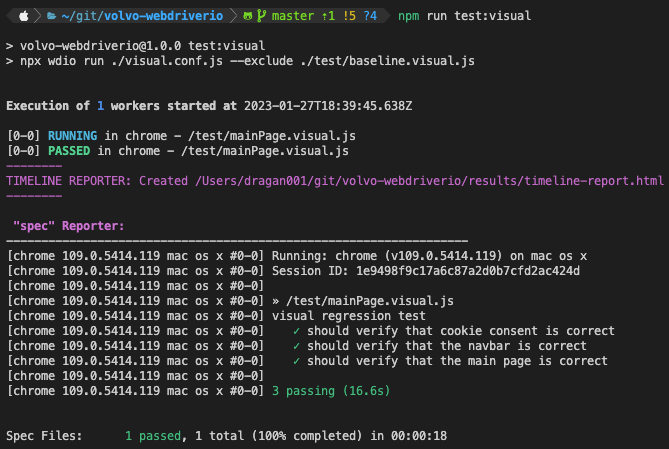 ~/git/volvo-webdriverio master ⇡1 !5 ?4 npm run test:visual
> volvo-webdriverio@1.0.0 test:visual
> npx wdio run ./visual.conf.js --exclude ./test/baseline.visual.js
Execution of 1 workers started at 2023-01-27T18:39:45.638Z
[0-0] RUNNING in chrome - /test/mainPage.visual.js
[0-0] PASSED in chrome - /test/mainPage.visual.js
--------
TIMELINE REPORTER: Created /Users/dragan001/git/volvo-webdriverio/results/timeline-report.html
--------
"spec" Reporter:
------------------------------------------------------------------
[chrome 109.0.5414.119 mac os x #0-0] Running: chrome (v109.0.5414.119) on mac os x
[chrome 109.0.5414.119 mac os x #0-0] Session ID: 1e9498f9c17a6c87a2d0b7cfd2ac424d
[chrome 109.0.5414.119 mac os x #0-0]
[chrome 109.0.5414.119 mac os x #0-0] » /test/mainPage.visual.js
[chrome 109.0.5414.119 mac os x #0-0] visual regression test
[chrome 109.0.5414.119 mac os x #0-0] ✓ should verify that cookie consent is correct
[chrome 109.0.5414.119 mac os x #0-0] ✓ should verify that the navbar is correct
[chrome 109.0.5414.119 mac os x #0-0] ✓ should verify that the main page is correct
[chrome 109.0.5414.119 mac os x #0-0]
[chrome 109.0.5414.119 mac os x #0-0] 3 passing (16.6s)
Spec Files: 1 passed, 1 total (100% completed) in 00:00:18